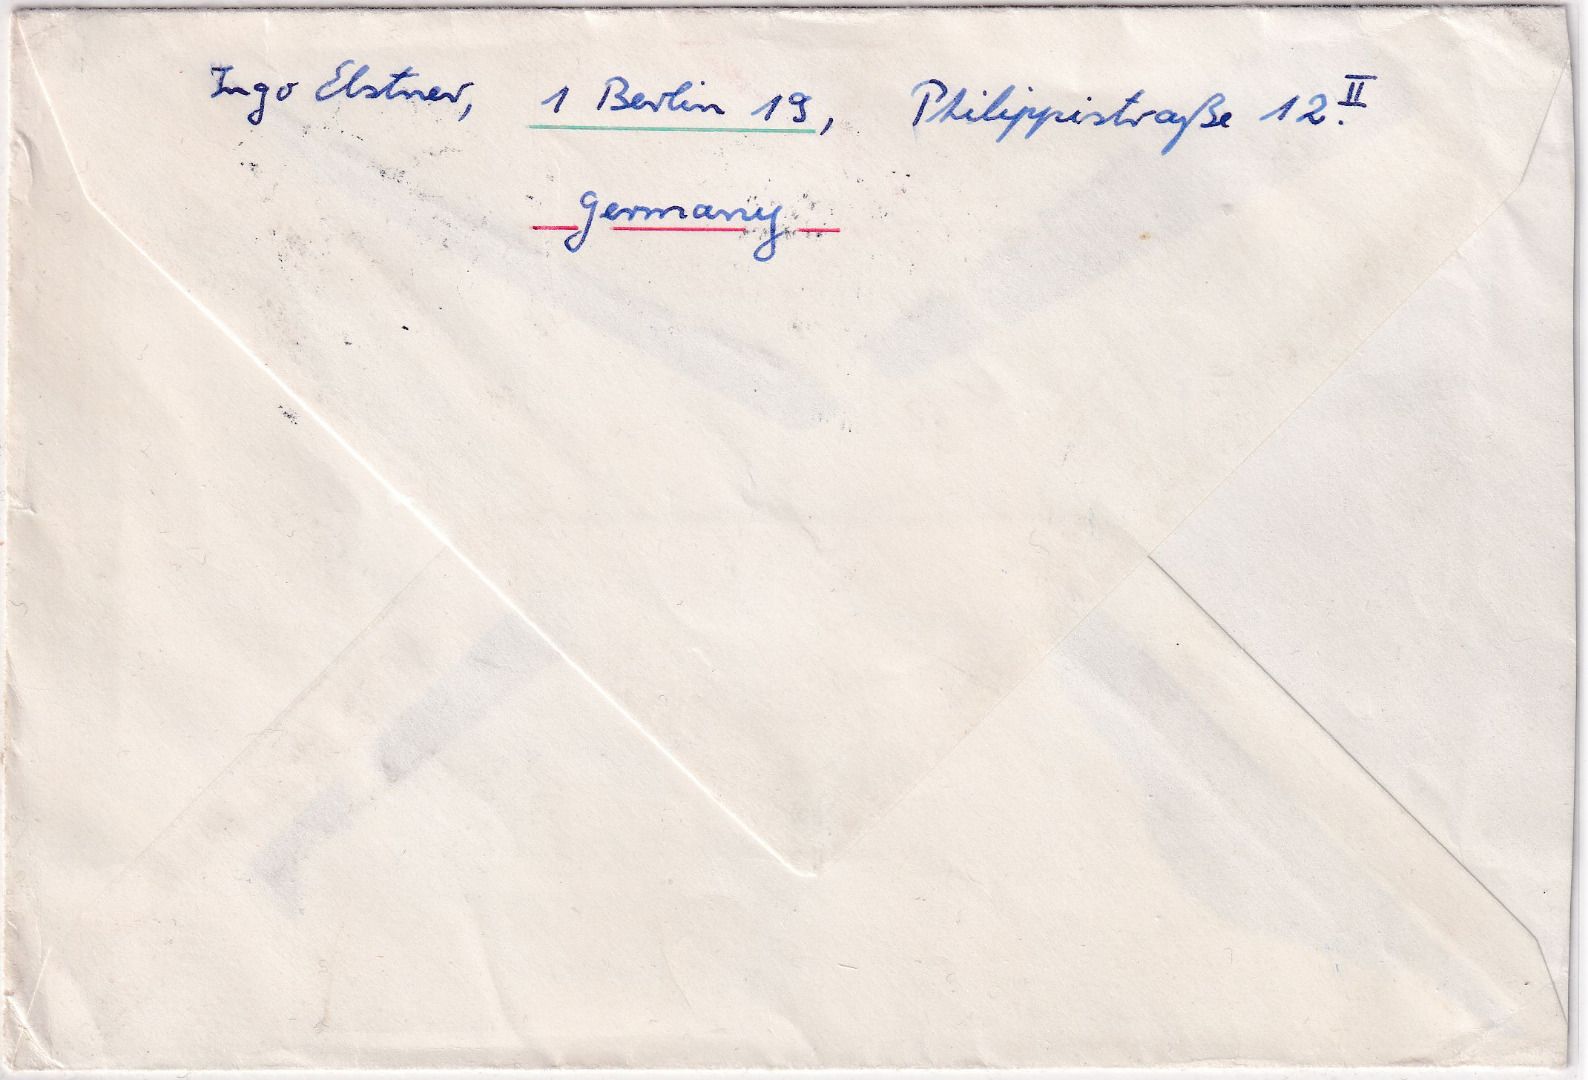 Ingo Elstner, 1 Berlin 19, Philippistraße 12.II
Germany